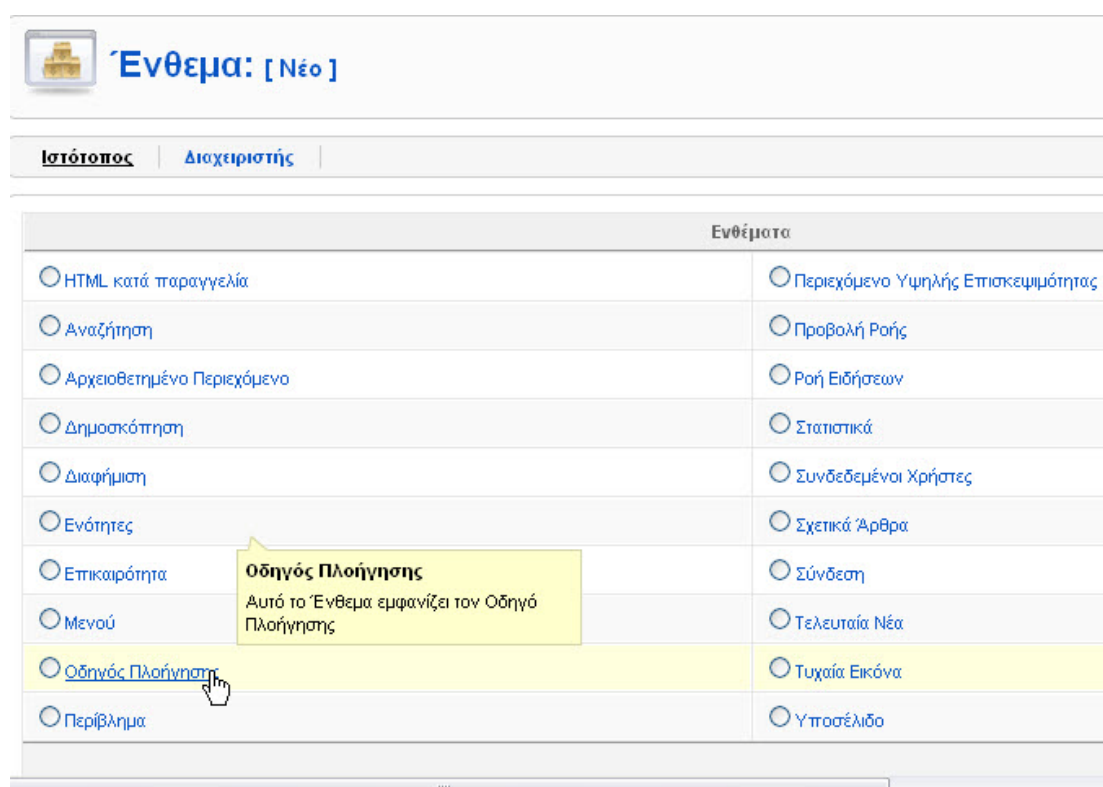 Ένθεμα: [ Νέο ]
Ιστότοπος Διαχειριστής
Ενθέματα
HTML κατά παραγγελία Περιεχόμενο Υψηλής Επισκεψιμότητας
Αναζήτηση Προβολή Ροής
Αρχειοθετημένο Περιεχόμενο Ροή Ειδήσεων
Δημοσκόπηση Στατιστικά
Διαφήμιση Συνδεδεμένοι Χρήστες
Ενότητες Σχετικά Άρθρα
Επικαιρότητα Σύνδεση
Μενού Τελευταία Νέα
Οδηγός Πλοήγησης Τυχαία Εικόνα
Περίβλημα Υποσέλιδο
Οδηγός Πλοήγησης
Αυτό το Ένθεμα εμφανίζει τον Οδηγό
Πλοήγησης